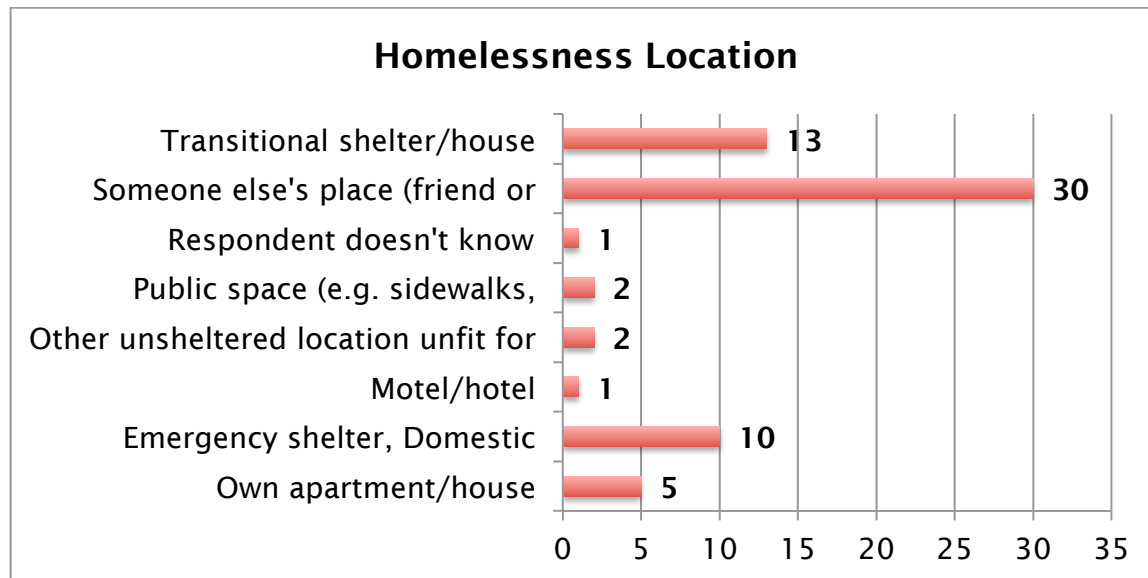 Homelessness Location
Transitional shelter/house 13
Someone else's place (friend or 30
Respondent doesn't know 1
Public space (e.g. sidewalks, 2
Other unsheltered location unfit for 2
Motel/hotel 1
Emergency shelter, Domestic 10
Own apartment/house 5
0 5 10 15 20 25 30 35